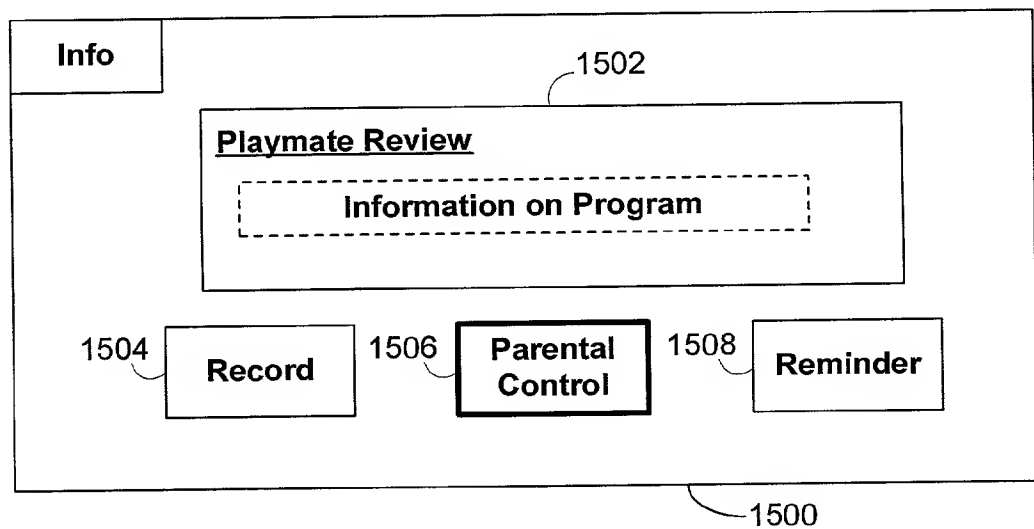 Info
1502
Playmate Review
Information on Program
1504
Record
1506
Parental
Control
1508
Reminder
1500